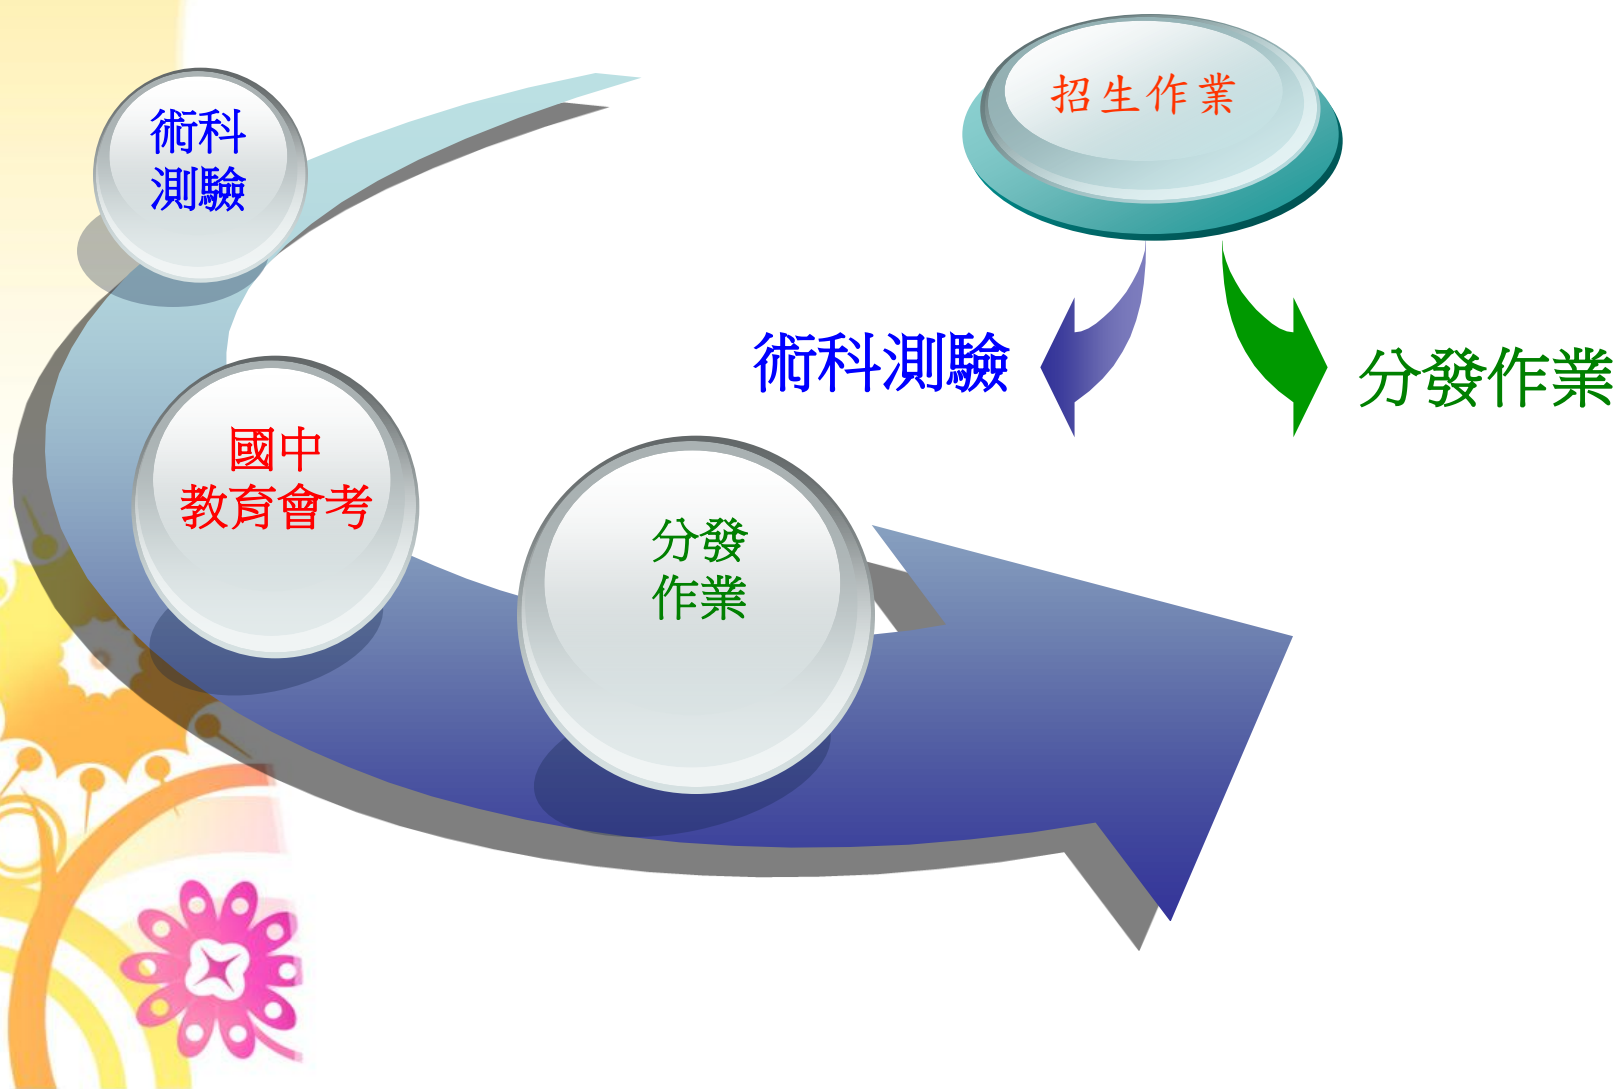 招生作業
術科
測驗
術科測驗
分發作業
國中
教育會考
分發
作業